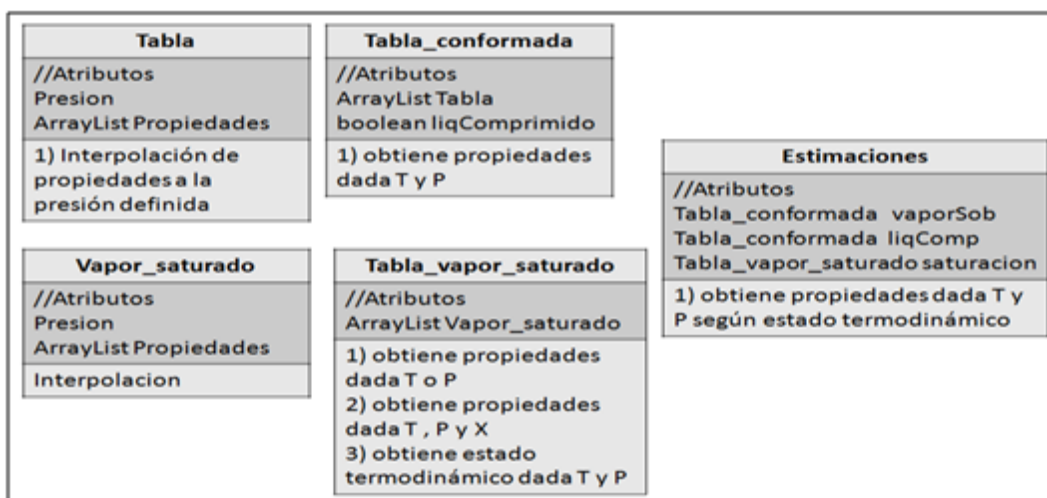 Tabla
//Atributos
Presion
ArrayList Propiedades
1) Interpolación de
propiedades a la
presión definida
Tabla_conformada
//Atributos
ArrayList Tabla
boolean liqComprimido
1) obtiene propiedades
dada T y P
Estimaciones
//Atributos
Tabla_conformada vaporSob
Tabla_conformada liqComp
Tabla_vapor_saturado saturacion
1) obtiene propiedades dada T y
P según estado termodinámico
Vapor_saturado
//Atributos
Presion
ArrayList Propiedades
Interpolacion
Tabla_vapor_saturado
//Atributos
ArrayList Vapor_saturado
1) obtiene propiedades
dada T o P
2) obtiene propiedades
dada T , P y X
3) obtiene estado
termodinámico dada T y P